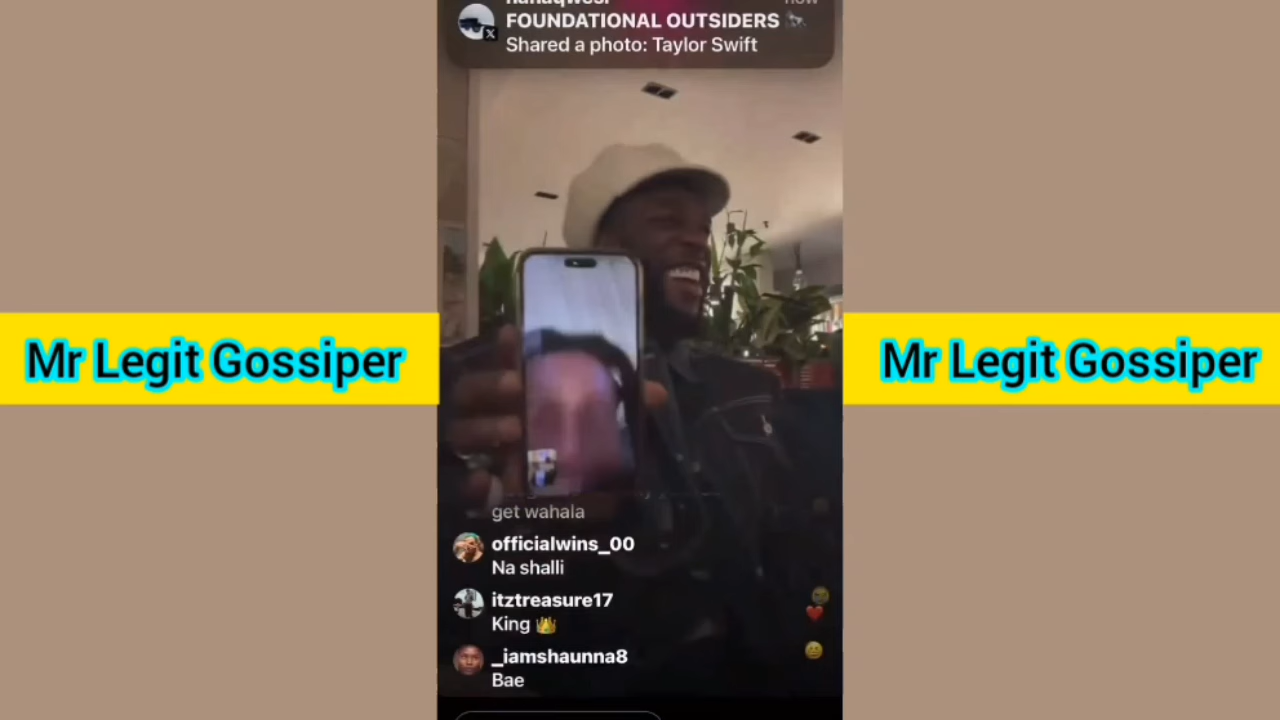 now
FOUNDATIONAL OUTSIDERS
Shared a photo: Taylor Swift
Mr Legit Gossiper
Mr Legit Gossiper
get wahala
officialwins_00
Na shalli
itztreasure17
King 👑
_iamshaunna8
Bae